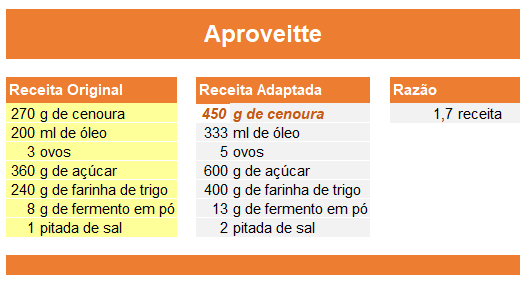 Aproveitte
Receita Original
270 g de cenoura
200 ml de óleo
3 ovos
360 g de açúcar
240 g de farinha de trigo
8 g de fermento em pó
1 pitada de sal
Receita Adaptada
450 g de cenoura
333 ml de óleo
5 ovos
600 g de açúcar
400 g de farinha de trigo
13 g de fermento em pó
2 pitada de sal
Razão
1,7 receita